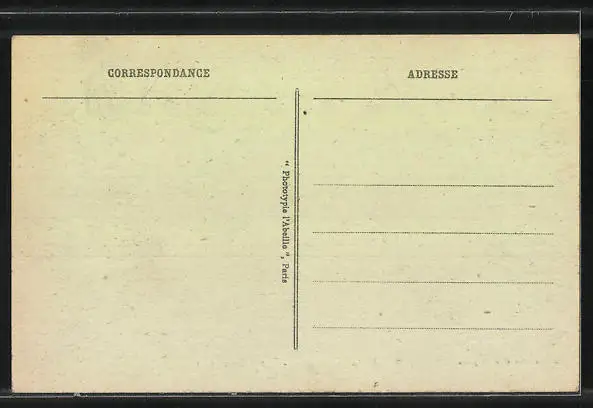 CORRESPONDANCE
ADRESSE
“ Phototypie l'Abeille ”, Paris